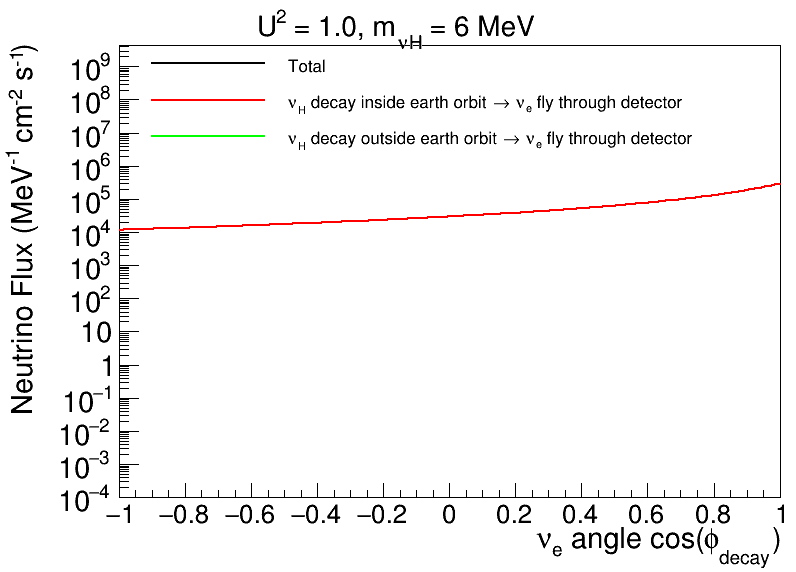 U² = 1.0, m_νH = 6 MeV
Neutrino Flux (MeV⁻¹ cm⁻² s⁻¹)
Total
ν_H decay inside earth orbit → ν_e fly through detector
ν_H decay outside earth orbit → ν_e fly through detector
10⁹
10⁸
10⁷
10⁶
10⁵
10⁴
10³
10²
10
1
10⁻¹
10⁻²
10⁻³
10⁻⁴
−1 −0.8 −0.6 −0.4 −0.2 0 0.2 0.4 0.6 0.8 1
ν_e angle cos(ϕ_decay)